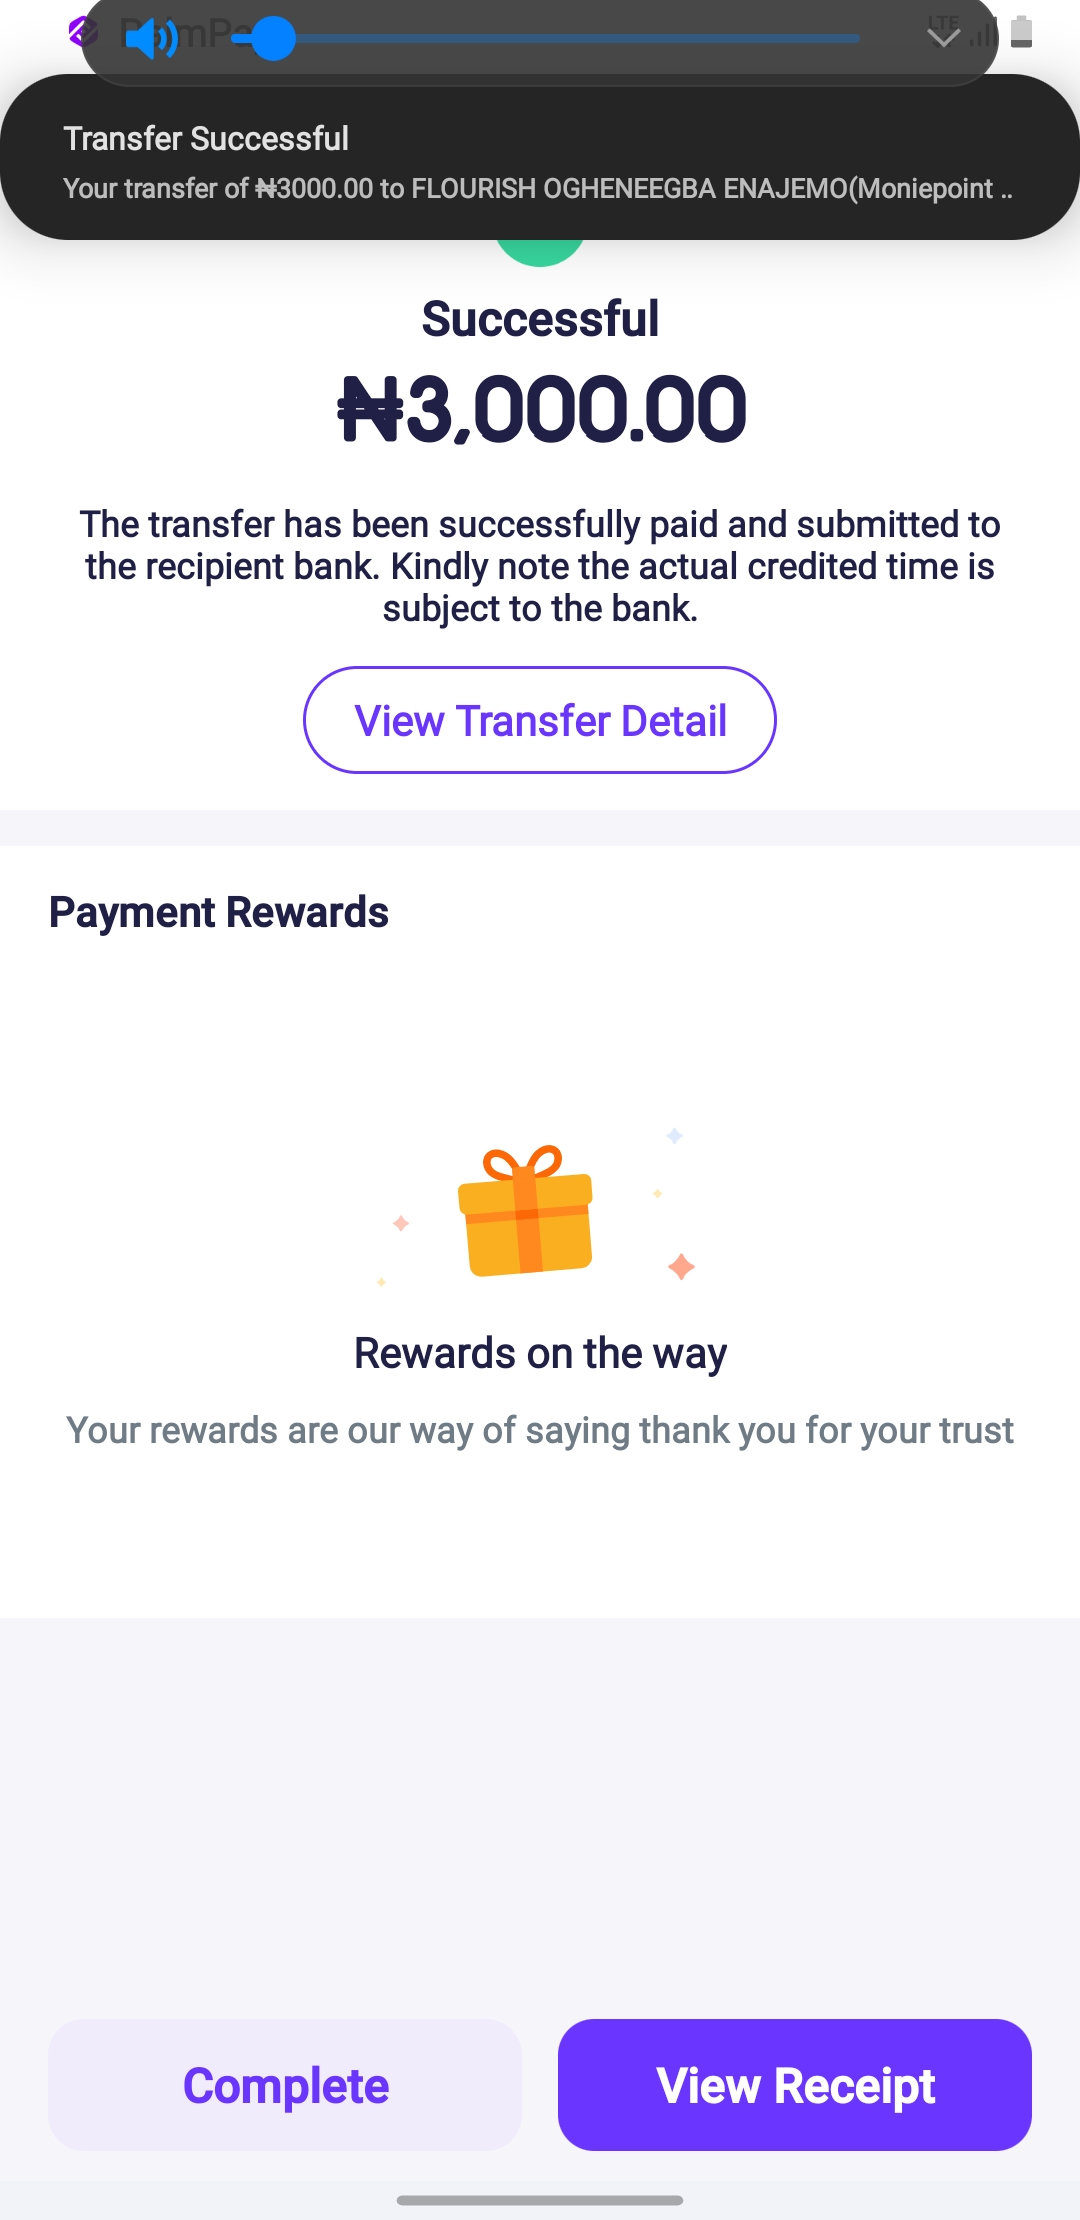 LTE
Transfer Successful
Your transfer of ₦3000.00 to FLOURISH OGHENEEGBA ENAJEMO(Moniepoint ..
Successful
₦3,000.00
The transfer has been successfully paid and submitted to
the recipient bank. Kindly note the actual credited time is
subject to the bank.
View Transfer Detail
Payment Rewards
Rewards on the way
Your rewards are our way of saying thank you for your trust
Complete
View Receipt